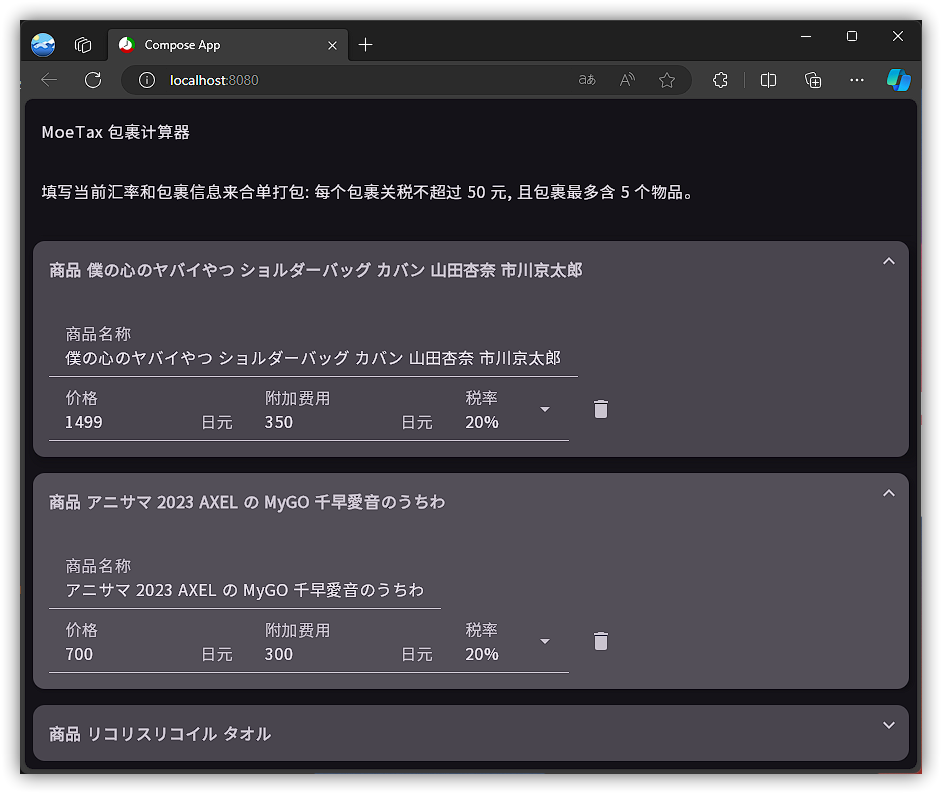 Compose App
localhost:8080
aあ
MoeTax 包裹计算器
填写当前汇率和包裹信息来合单打包: 每个包裹关税不超过 50 元, 且包裹最多含 5 个物品。
商品 僕の心のヤバイやつ ショルダーバッグ カバン 山田杏奈 市川京太郎
商品名称
僕の心のヤバイやつ ショルダーバッグ カバン 山田杏奈 市川京太郎
价格 附加费用 税率
1499 日元 350 日元 20%
商品 アニサマ 2023 AXEL の MyGO 千早愛音のうちわ
商品名称
アニサマ 2023 AXEL の MyGO 千早愛音のうちわ
价格 附加费用 税率
700 日元 300 日元 20%
商品 リコリスリコイル タオル